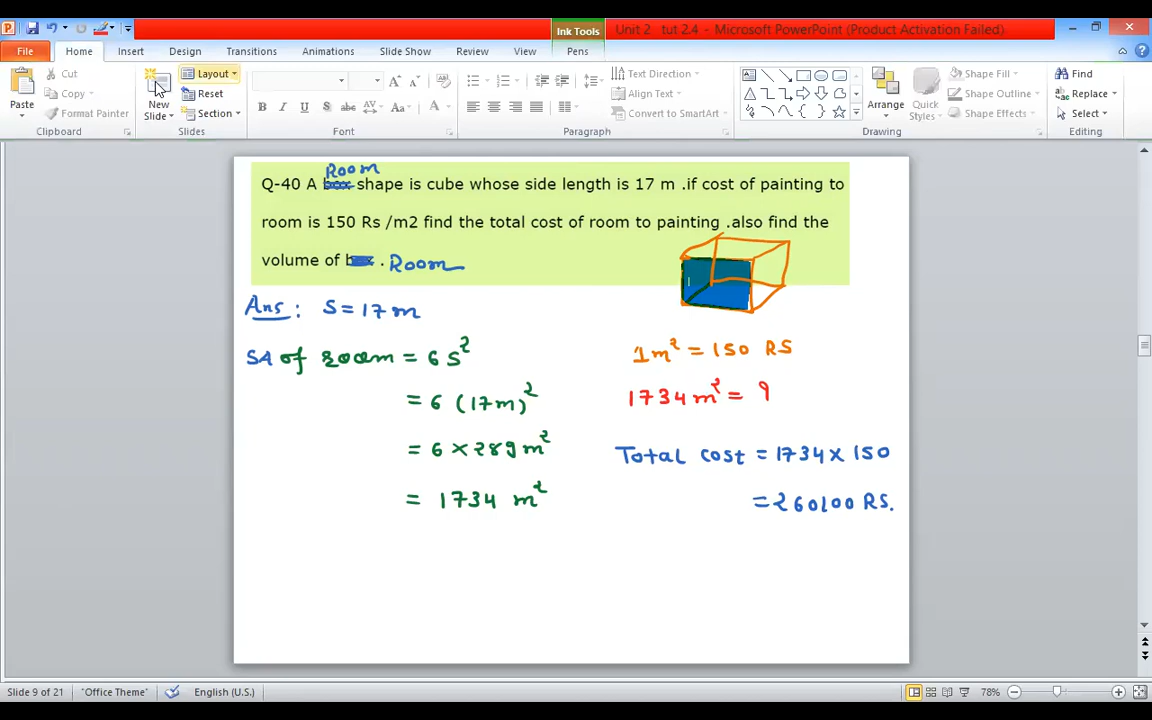 Ink Tools
Unit 2 tut 2.4 - Microsoft PowerPoint (Product Activation Failed)
File Home Insert Design Transitions Animations Slide Show Review View Pens
Paste
Cut
Copy
Format Painter
Clipboard
New Slide
Layout
Reset
Section
Slides
B I U S abc AV Aa A
Font
Paragraph
Text Direction
Align Text
Convert to SmartArt
Arrange
Quick Styles
Shape Fill
Shape Outline
Shape Effects
Drawing
Find
Replace
Select
Editing
Room
Q-40 A box shape is cube whose side length is 17 m .if cost of painting to
room is 150 Rs /m2 find the total cost of room to painting .also find the
volume of box . Room
Ans : S = 17 m
SA of room = 6 S²
= 6 (17m)²
= 6 × 289 m²
= 1734 m²
1m² = 150 RS
1734 m² = ?
Total cost = 1734 × 150
= 260100 RS.
Slide 9 of 21 "Office Theme" English (U.S.) 78%